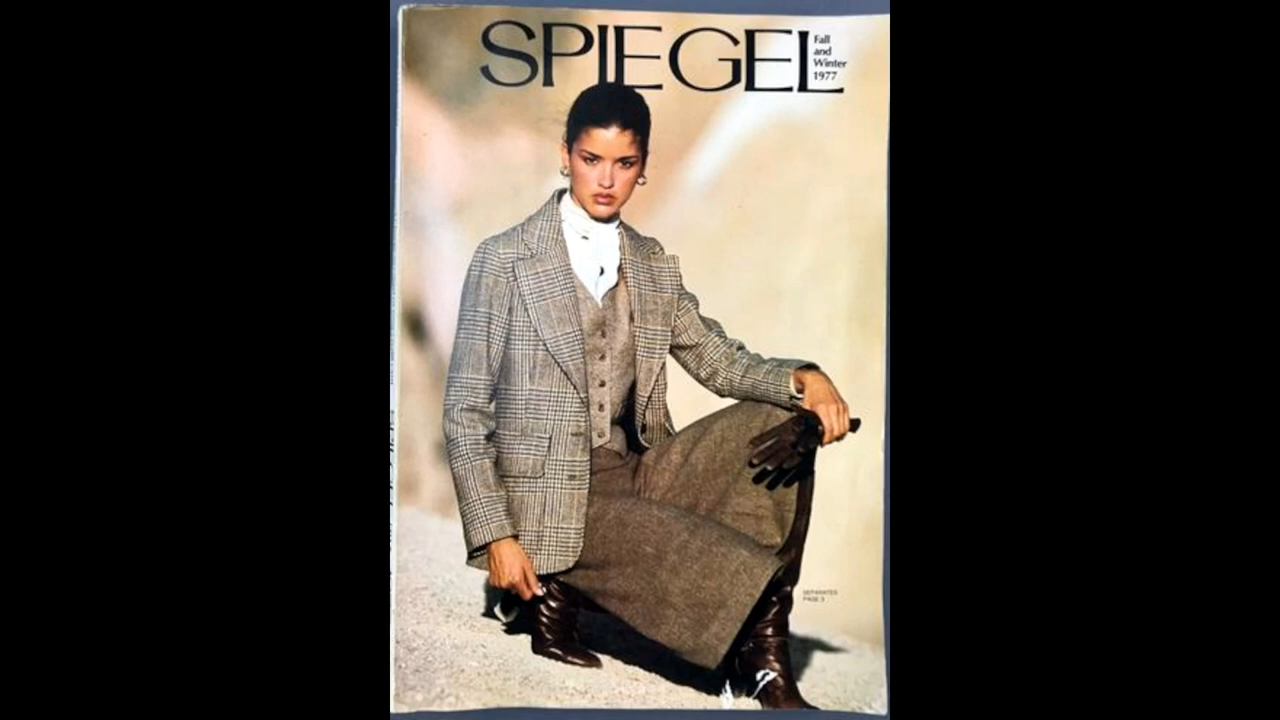 SPIEGEL
Fall
and
Winter
1977
SEPARATES
PAGE 3